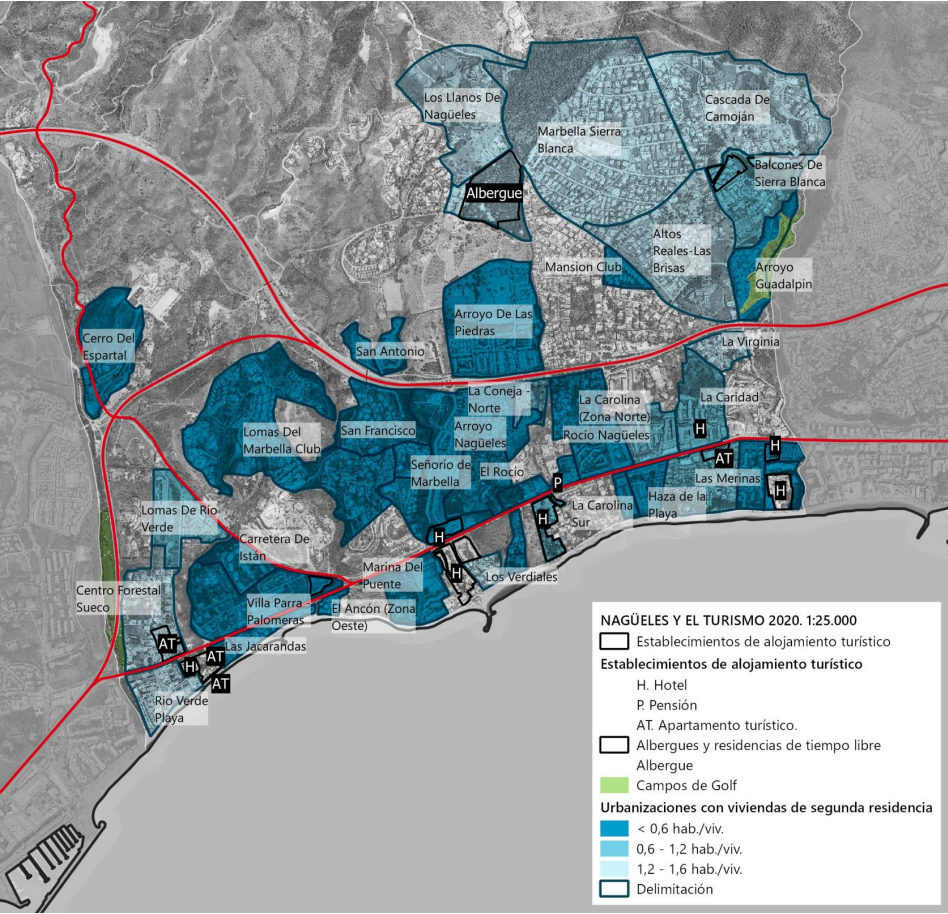 Los Llanos De
Nagüeles
Cascada De
Camoján
Marbella Sierra
Blanca
Balcones De
Sierra Blanca
Albergue
Altos
Reales-Las
Brisas
Mansion Club
Arroyo
Guadalpin
Arroyo De Las
Piedras
Cerro Del
Espartal
San Antonio
La Virginia
La Coneja -
Norte
La Carolina
(Zona Norte)
La Caridad
Lomas Del
Marbella Club
San Francisco
Arroyo
Nagüeles
Rocío Nagüeles
H
H
Señorio de
Marbella
El Rocío
AT
Las Merinas
P
H
Haza de la
Playa
Lomas De Río
Verde
La Carolina
Sur
H
Carretera De
Istán
H
Marina Del
Puente
H
Los Verdiales
Centro Forestal
Sueco
Villa Parra -
Palomeras
El Ancón (Zona
Oeste)
AT
Las Jacarandas
AT
H
AT
Rio Verde
Playa
NAGÜELES Y EL TURISMO 2020. 1:25.000
Establecimientos de alojamiento turístico
Establecimientos de alojamiento turístico
H. Hotel
P. Pensión
AT. Apartamento turístico.
Albergues y residencias de tiempo libre
Albergue
Campos de Golf
Urbanizaciones con viviendas de segunda residencia
< 0,6 hab./viv.
0,6 - 1,2 hab./viv.
1,2 - 1,6 hab./viv.
Delimitación